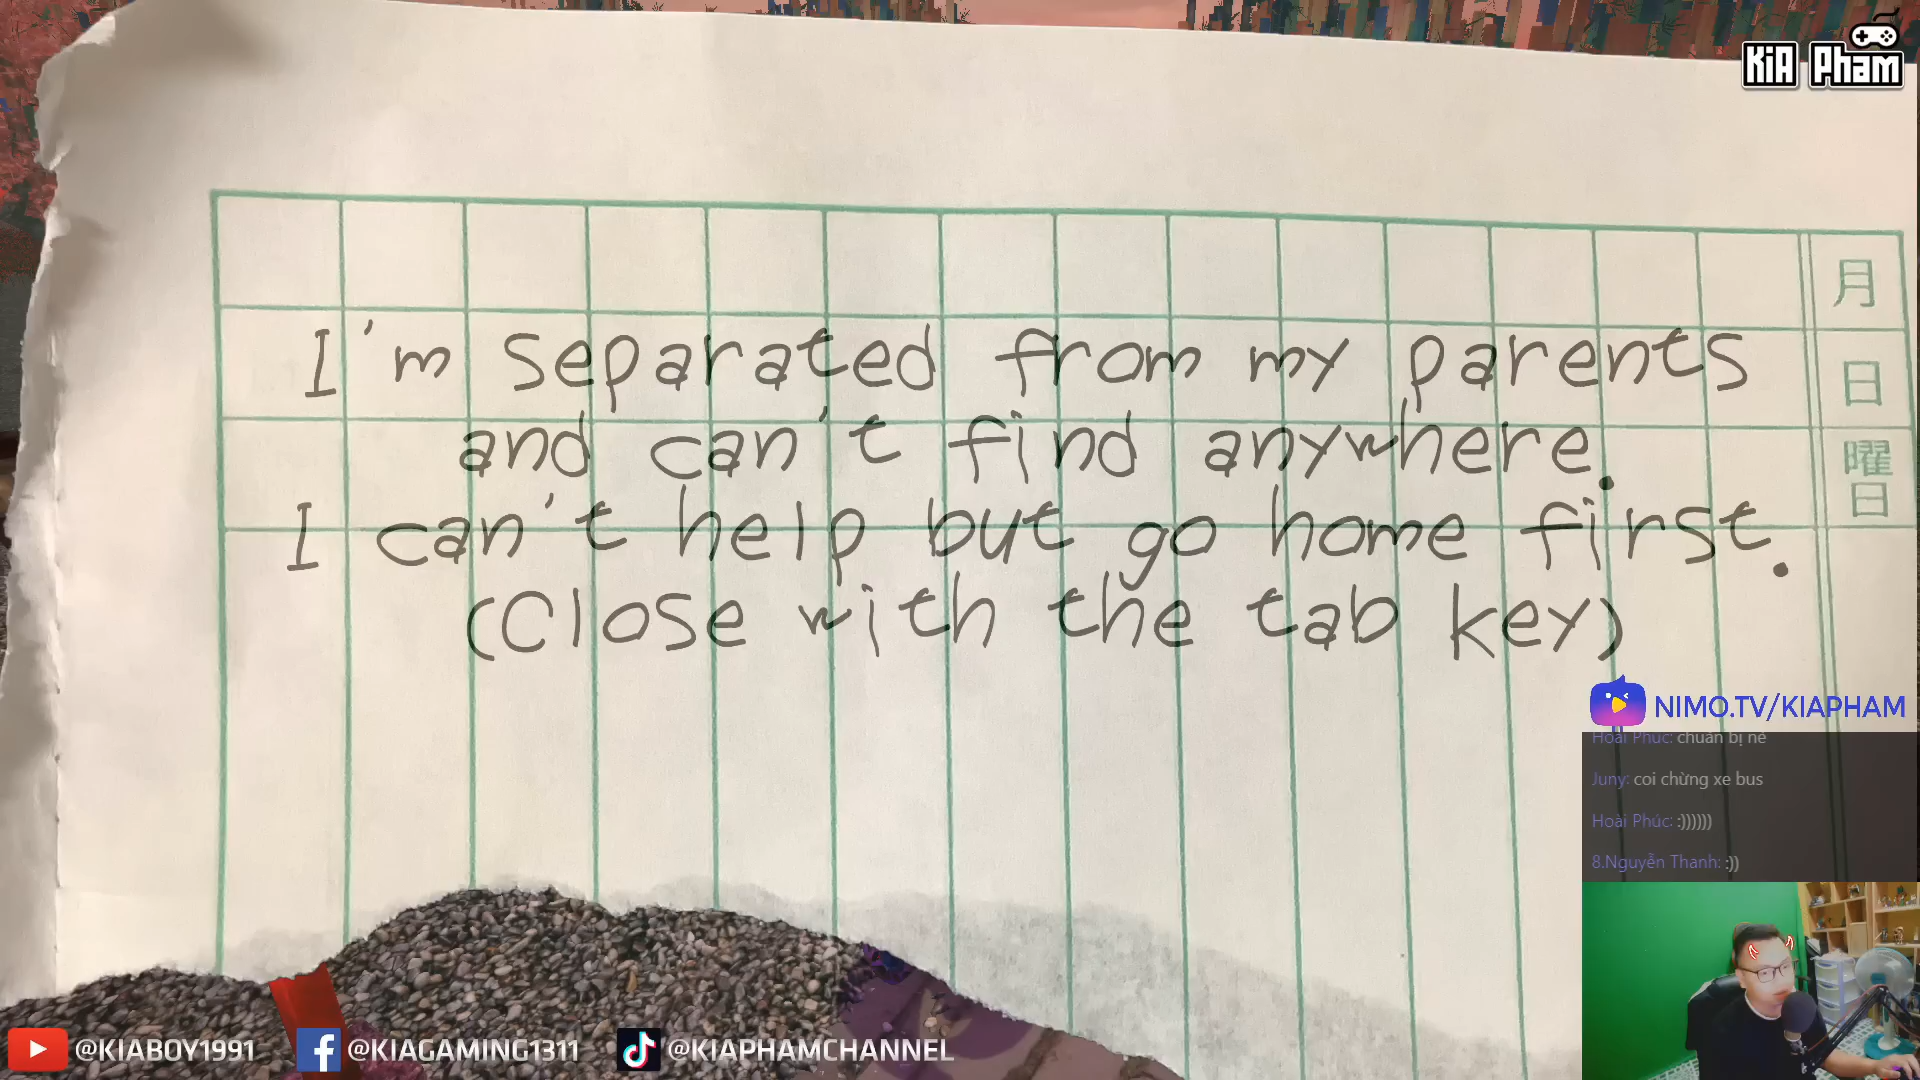 KiA Pham
月
日
曜
日
I'm separated from my parents
and can't find anywhere.
I can't help but go home first.
(Close with the tab key)
NIMO.TV/KIAPHAM
Hoài Phúc: chuẩn bị né
Juny: coi chừng xe bus
Hoài Phúc: :))))))
8.Nguyễn Thanh: :))
@KIABOY1991
@KIAGAMING1311
@KIAPHAMCHANNEL